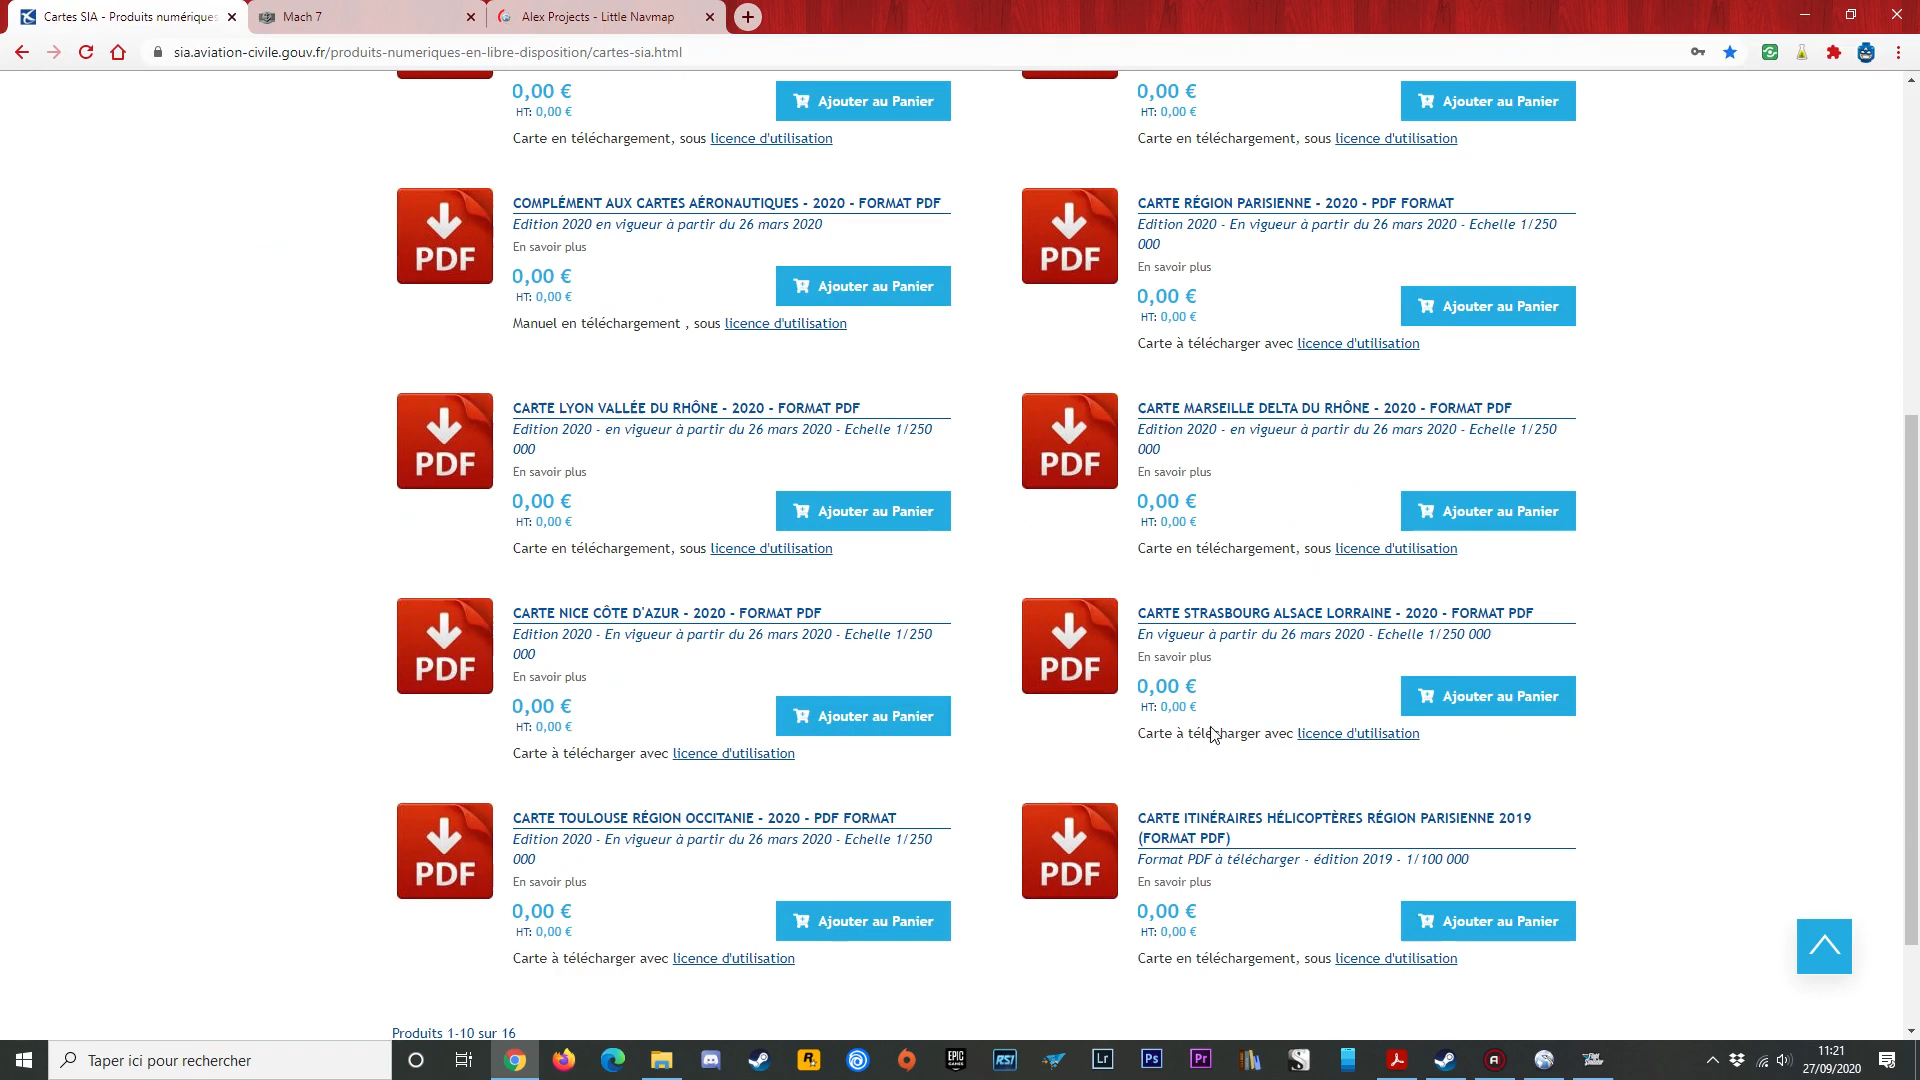 Cartes SIA - Produits numériques
Mach 7
Alex Projects - Little Navmap
sia.aviation-civile.gouv.fr/produits-numeriques-en-libre-disposition/cartes-sia.html
0,00 €
HT: 0,00 €
Ajouter au Panier
Carte en téléchargement, sous licence d'utilisation
0,00 €
HT: 0,00 €
Ajouter au Panier
Carte en téléchargement, sous licence d'utilisation
PDF
COMPLÉMENT AUX CARTES AÉRONAUTIQUES - 2020 - FORMAT PDF
Edition 2020 en vigueur à partir du 26 mars 2020
En savoir plus
0,00 €
HT: 0,00 €
Ajouter au Panier
Manuel en téléchargement , sous licence d'utilisation
PDF
CARTE RÉGION PARISIENNE - 2020 - PDF FORMAT
Edition 2020 - En vigueur à partir du 26 mars 2020 - Echelle 1/250
000
En savoir plus
0,00 €
HT: 0,00 €
Ajouter au Panier
Carte à télécharger avec licence d'utilisation
PDF
CARTE LYON VALLÉE DU RHÔNE - 2020 - FORMAT PDF
Edition 2020 - en vigueur à partir du 26 mars 2020 - Echelle 1/250
000
En savoir plus
0,00 €
HT: 0,00 €
Ajouter au Panier
Carte en téléchargement, sous licence d'utilisation
PDF
CARTE MARSEILLE DELTA DU RHÔNE - 2020 - FORMAT PDF
Edition 2020 - en vigueur à partir du 26 mars 2020 - Echelle 1/250
000
En savoir plus
0,00 €
HT: 0,00 €
Ajouter au Panier
Carte en téléchargement, sous licence d'utilisation
PDF
CARTE NICE CÔTE D'AZUR - 2020 - FORMAT PDF
Edition 2020 - En vigueur à partir du 26 mars 2020 - Echelle 1/250
000
En savoir plus
0,00 €
HT: 0,00 €
Ajouter au Panier
Carte à télécharger avec licence d'utilisation
PDF
CARTE STRASBOURG ALSACE LORRAINE - 2020 - FORMAT PDF
En vigueur à partir du 26 mars 2020 - Echelle 1/250 000
En savoir plus
0,00 €
HT: 0,00 €
Ajouter au Panier
Carte à télécharger avec licence d'utilisation
PDF
CARTE TOULOUSE RÉGION OCCITANIE - 2020 - PDF FORMAT
Edition 2020 - En vigueur à partir du 26 mars 2020 - Echelle 1/250
000
En savoir plus
0,00 €
HT: 0,00 €
Ajouter au Panier
Carte à télécharger avec licence d'utilisation
PDF
CARTE ITINÉRAIRES HÉLICOPTÈRES RÉGION PARISIENNE 2019
(FORMAT PDF)
Format PDF à télécharger - édition 2019 - 1/100 000
En savoir plus
0,00 €
HT: 0,00 €
Ajouter au Panier
Carte en téléchargement, sous licence d'utilisation
Produits 1-10 sur 16
Taper ici pour rechercher
R
EPIC
GAMES
RSI
Lr
Ps
Pr
11:21
27/09/2020